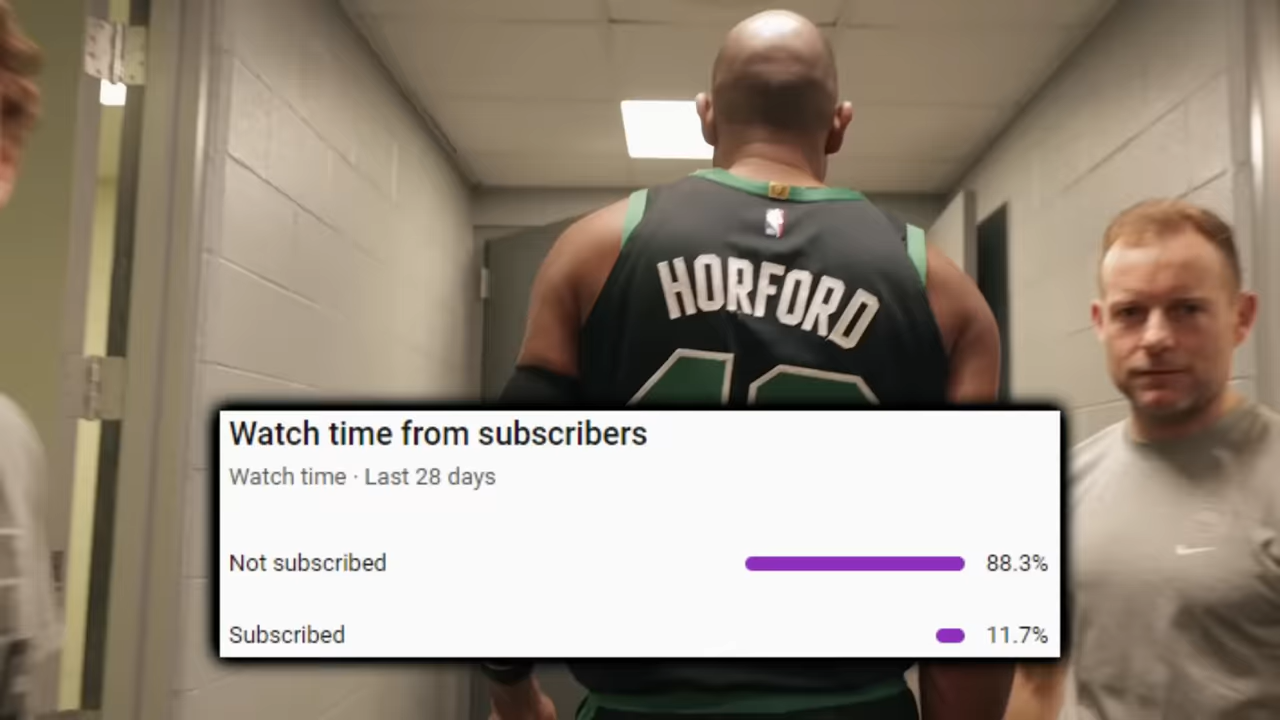 HORFORD
Watch time from subscribers
Watch time · Last 28 days
Not subscribed 88.3%
Subscribed 11.7%